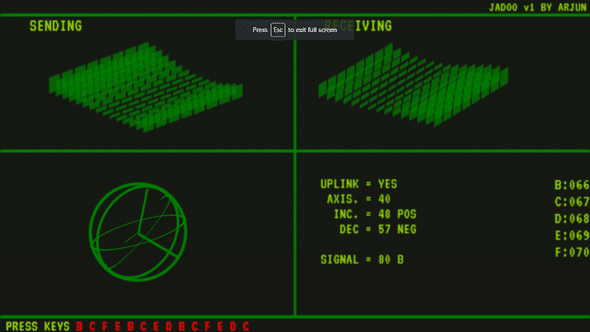 JADOO v1 BY ARJUN
SENDING
RECEIVING
Press Esc to exit full screen
UPLINK = YES
AXIS. = 40
INC. = 48 POS
DEC = 57 NEG
SIGNAL = 80 B
B:066
C:067
D:068
E:069
F:070
PRESS KEYS B C F E B C E D B C F E D C